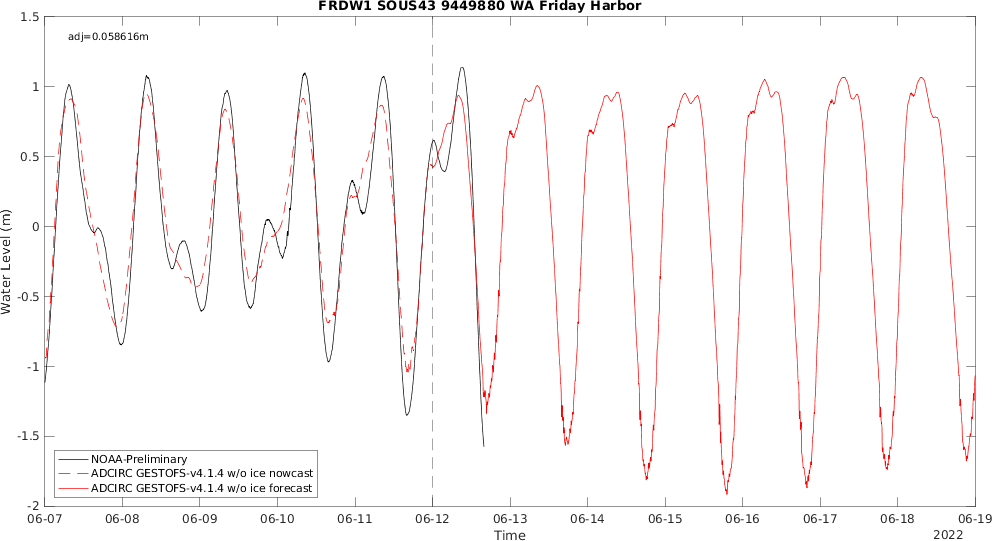 FRDW1 SOUS43 9449880 WA Friday Harbor
adj=0.058616m
1.5
1
0.5
0
-0.5
-1
-1.5
-2
Water Level (m)
NOAA-Preliminary
ADCIRC GESTOFS-v4.1.4 w/o ice nowcast
ADCIRC GESTOFS-v4.1.4 w/o ice forecast
06-07 06-08 06-09 06-10 06-11 06-12 06-13 06-14 06-15 06-16 06-17 06-18 06-19
Time
2022